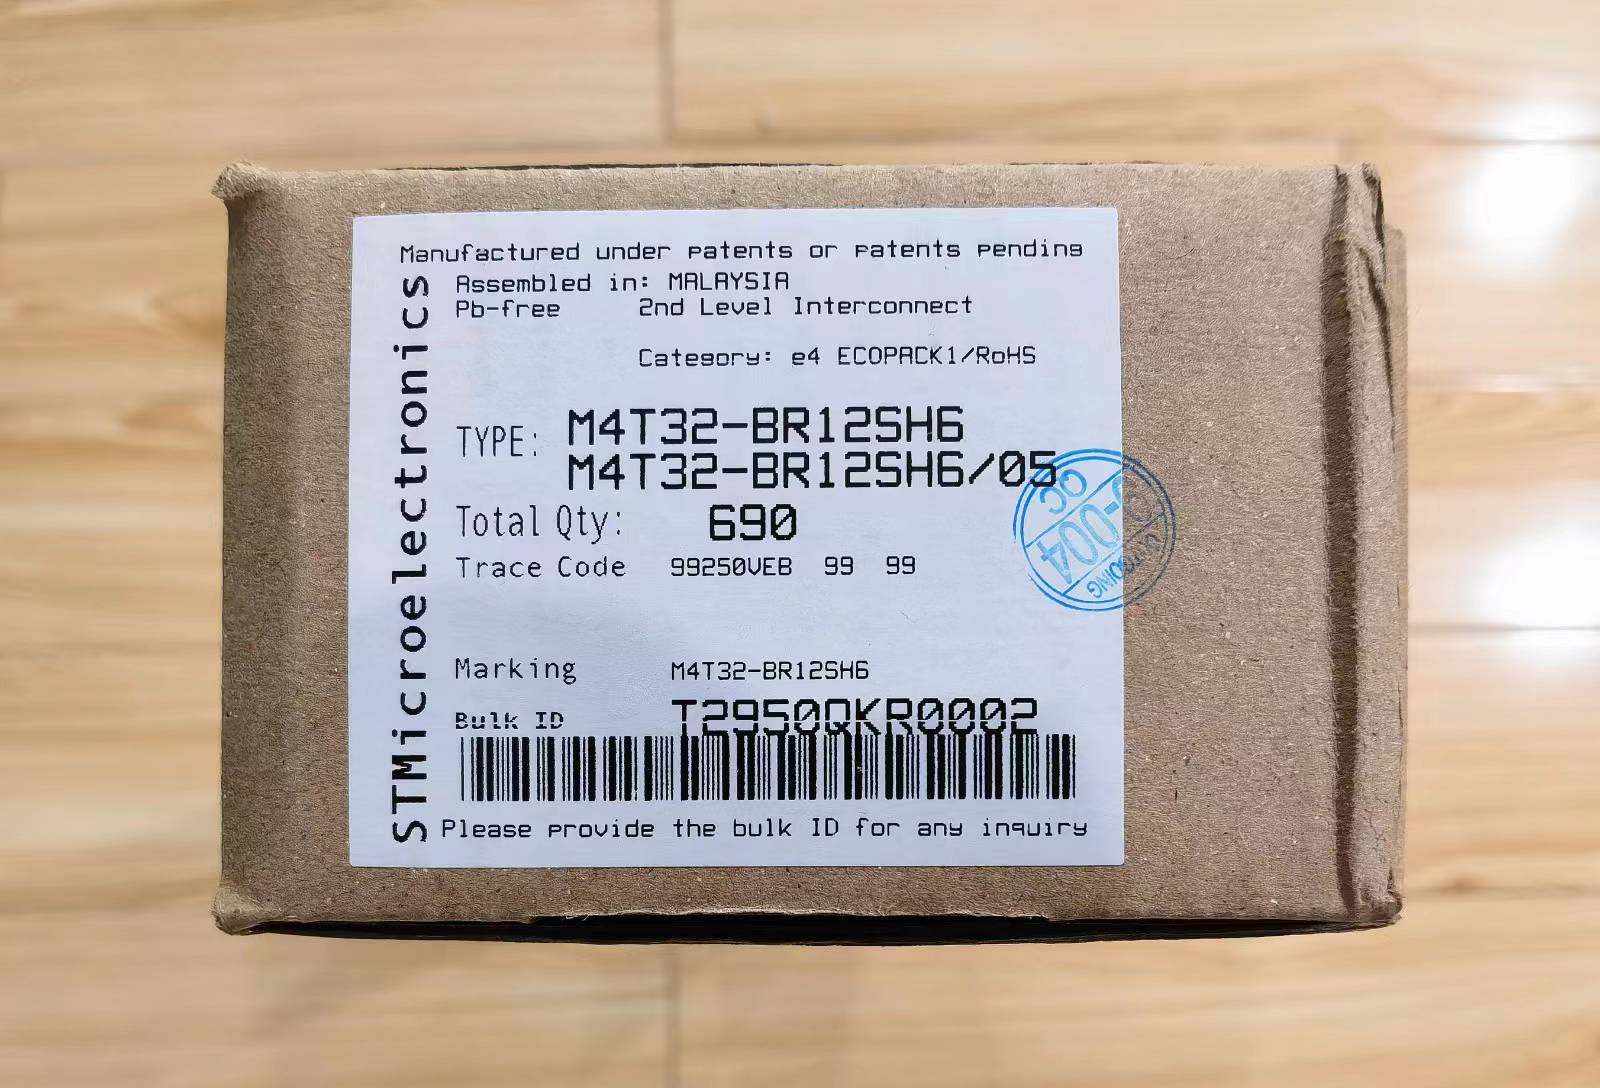 Manufactured under patents or patents pending
STMicroelectronics
Assembled in: MALAYSIA
Pb-free 2nd Level Interconnect
Category: e4 ECOPACK1/RoHS
TYPE: M4T32-BR12SH6
M4T32-BR12SH6/05
Total Qty: 690
Trace Code 99250VEB 99 99
QC
-004
Marking M4T32-BR12SH6
Bulk ID T2950QKR0002
Please provide the bulk ID for any inquiry